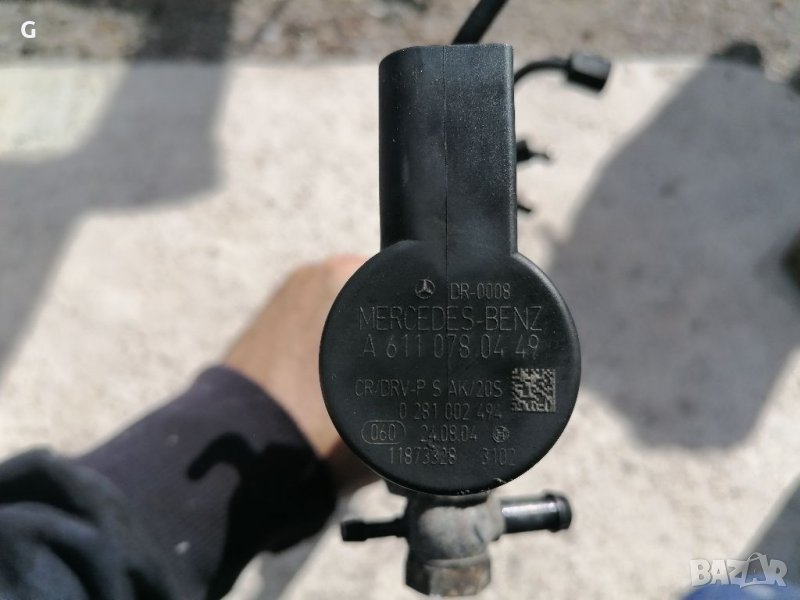 G
DR-0008
MERCEDES-BENZ
A 611 078 04 49
CR/DRV-P S AK/20S
0 281 002 494
060 24.08.04
11873328 3102
BAZAR